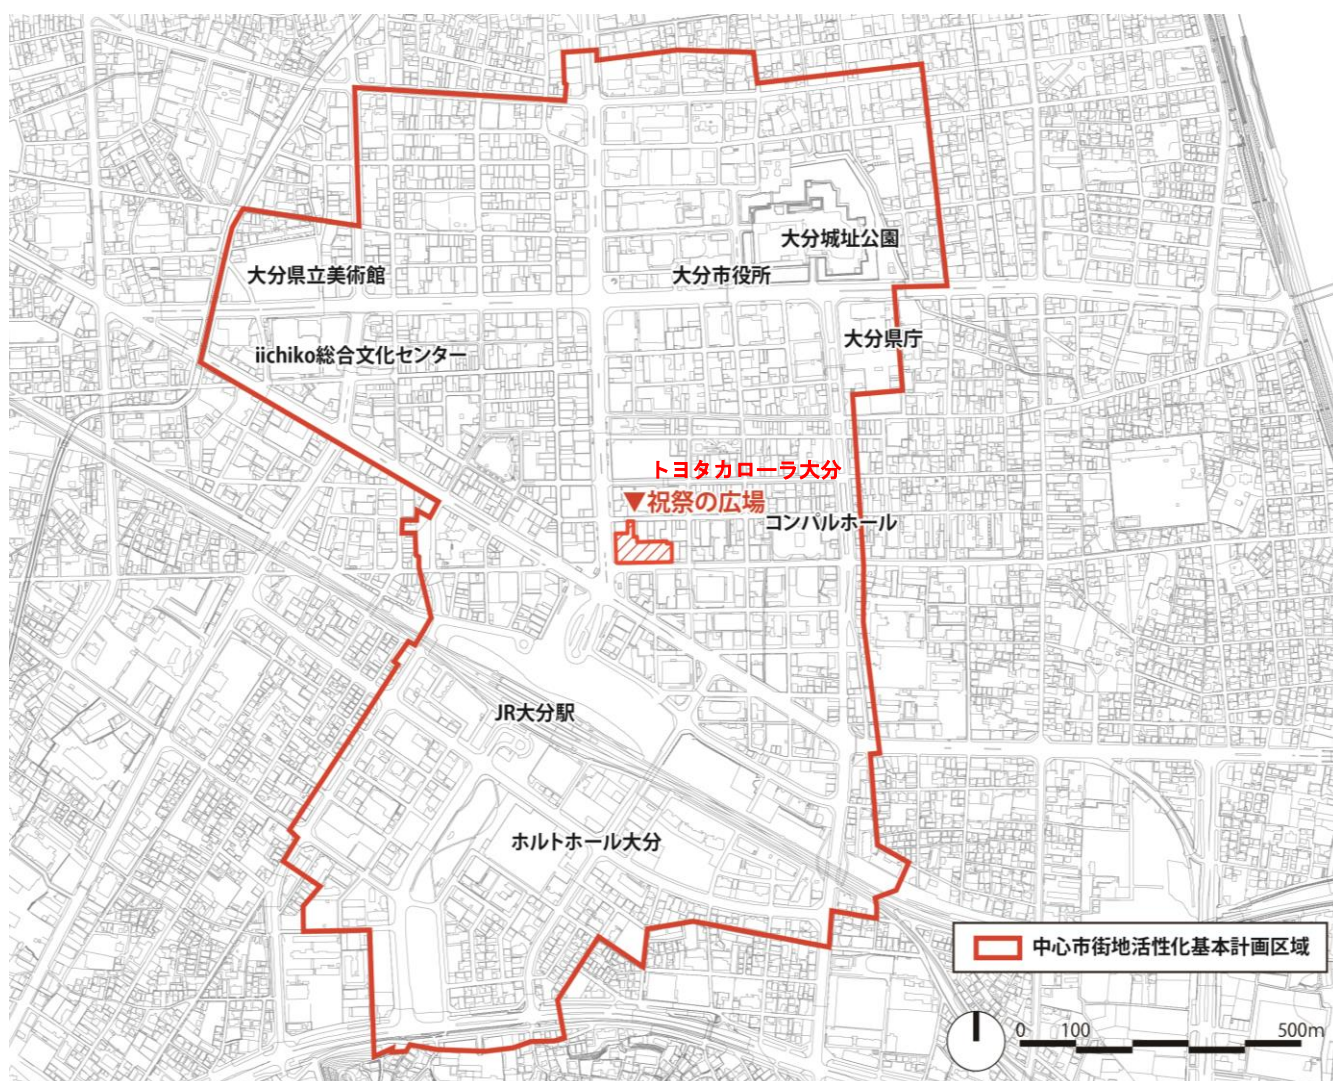 大分城址公園
大分県立美術館
大分市役所
大分県庁
iichiko総合文化センター
トヨタカローラ大分
▼祝祭の広場
コンパルホール
JR大分駅
ホルトホール大分
中心市街地活性化基本計画区域
0 100 500m